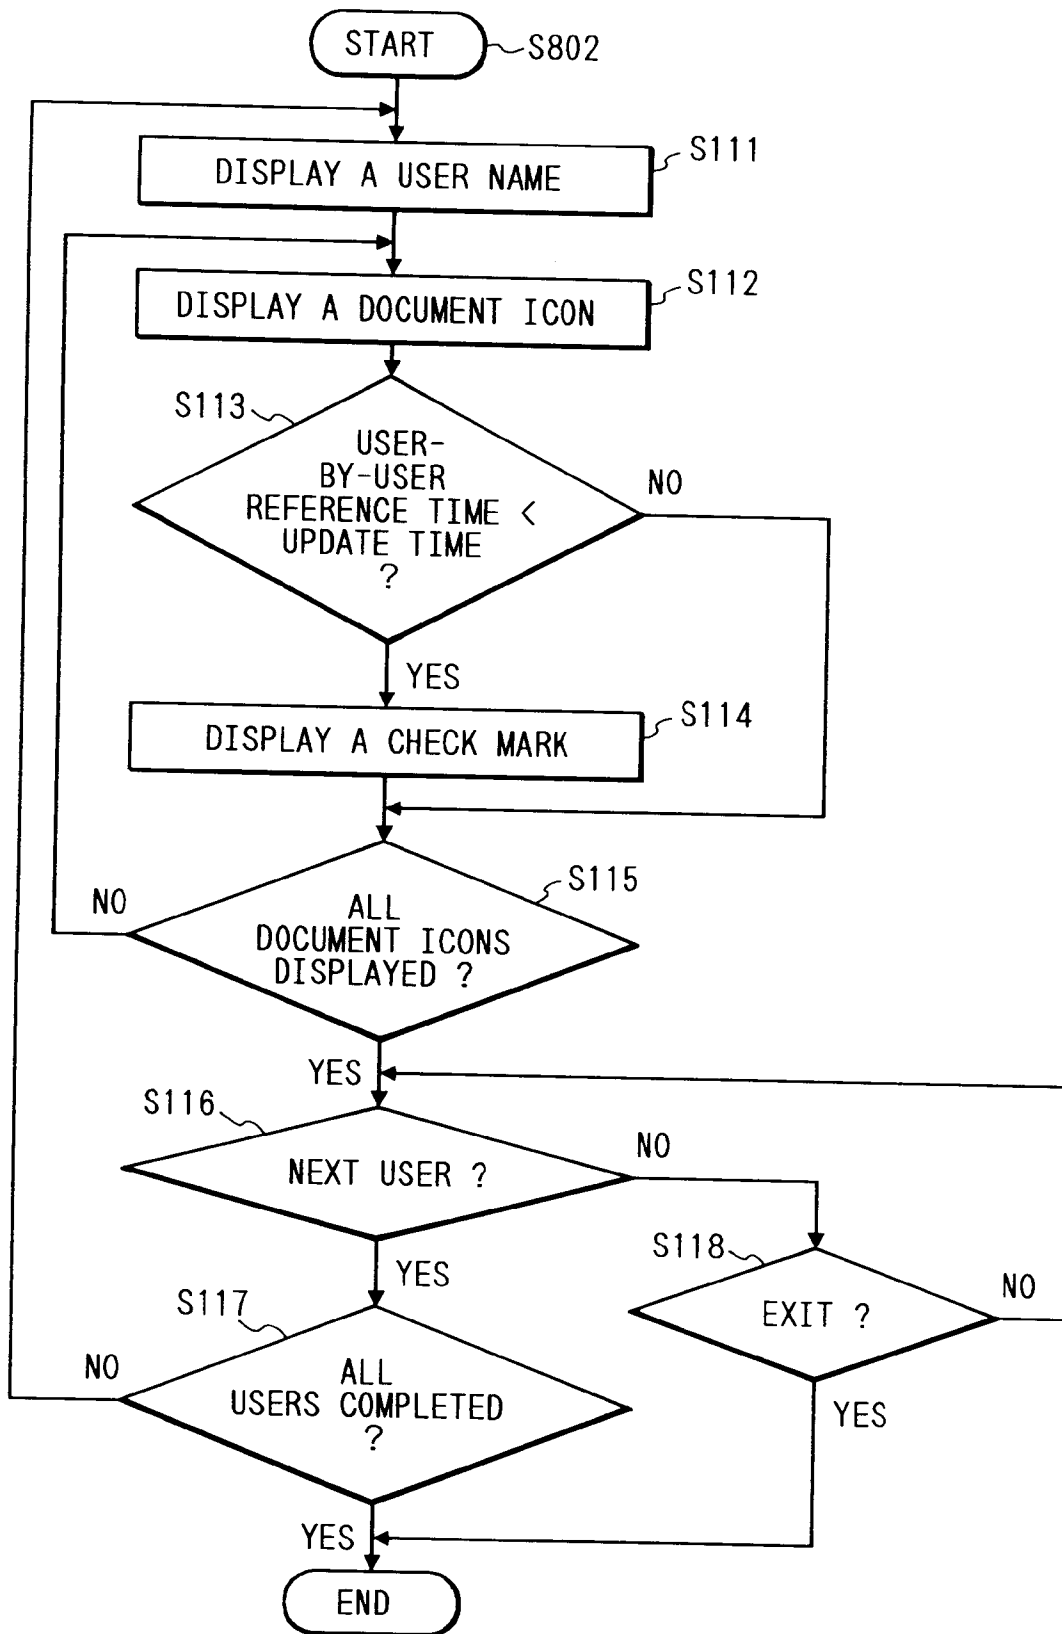 START
S802
S111
DISPLAY A USER NAME
S112
DISPLAY A DOCUMENT ICON
S113
USER-
BY-USER
REFERENCE TIME <
UPDATE TIME
?
NO
YES
S114
DISPLAY A CHECK MARK
S115
NO
ALL
DOCUMENT ICONS
DISPLAYED ?
YES
S116
NEXT USER ?
NO
YES
S118
EXIT ?
NO
S117
NO
ALL
USERS COMPLETED
?
YES
YES
END